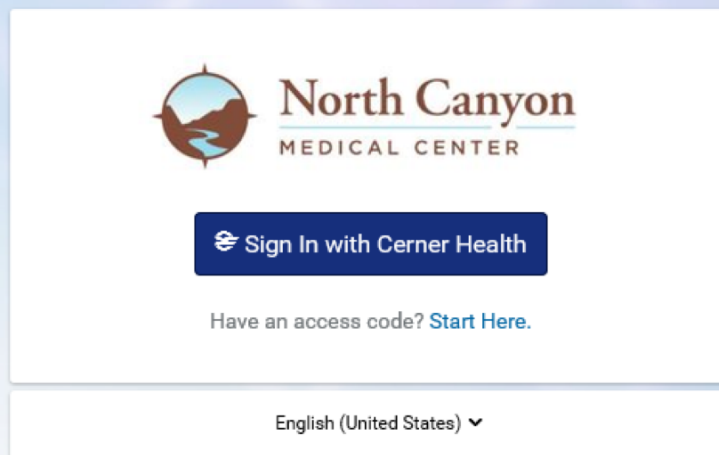 North Canyon
MEDICAL CENTER
Sign In with Cerner Health
Have an access code? Start Here.
English (United States)